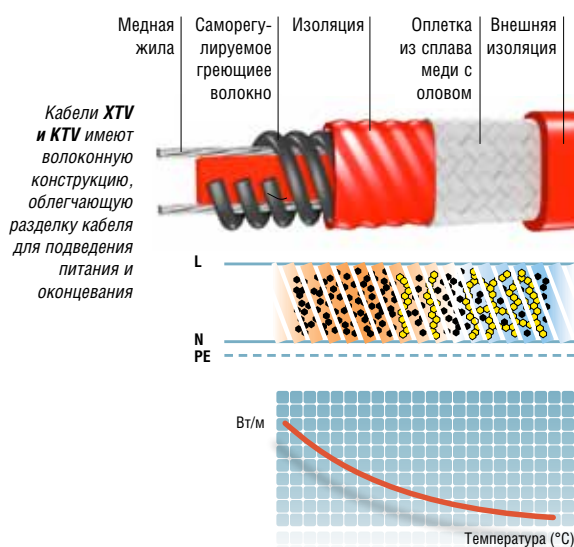 Медная
жила
Саморегу-
лируемое
греющиее
волокно
Изоляция
Оплетка
из сплава
меди с
оловом
Внешняя
изоляция
Кабели XTV
и KTV имеют
волоконную
конструкцию,
облегчающую
разделку кабеля
для подведения
питания и
оконцевания
L
N
PE
Вт/м
Температура (°C)